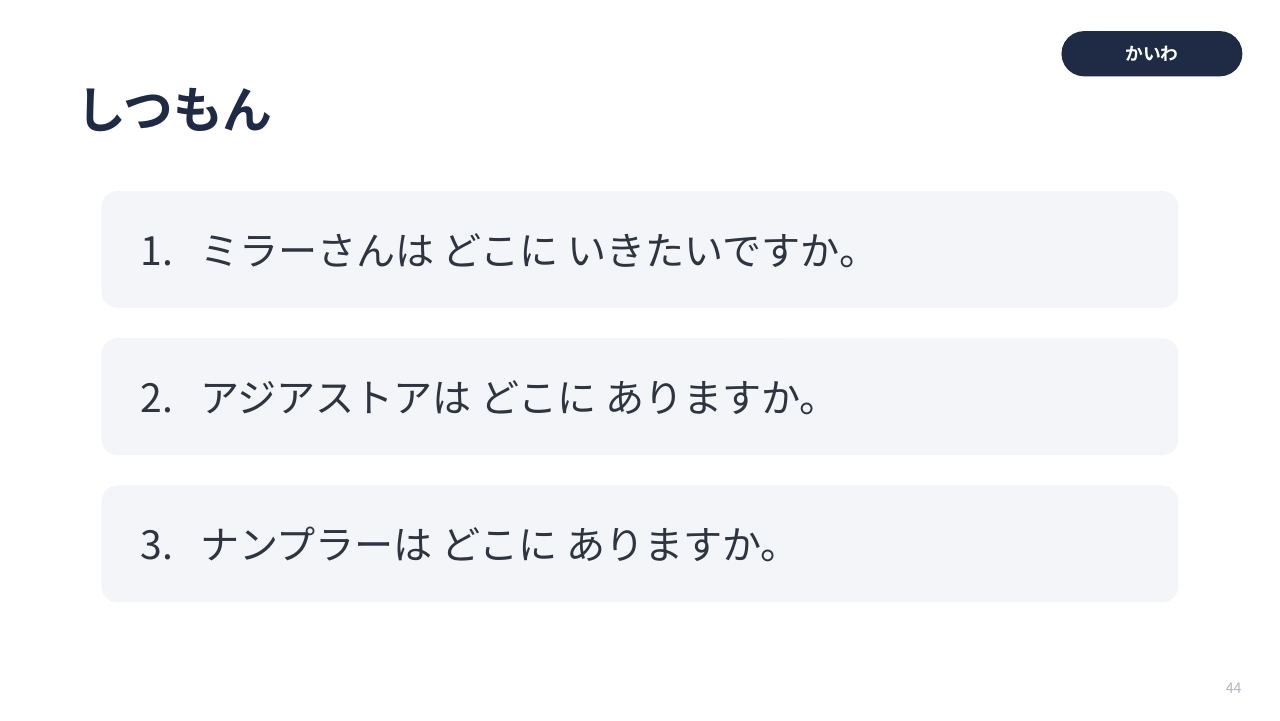 かいわ
しつもん
1. ミラーさんは どこに いきたいですか。
2. アジアストアは どこに ありますか。
3. ナンプラーは どこに ありますか。
44